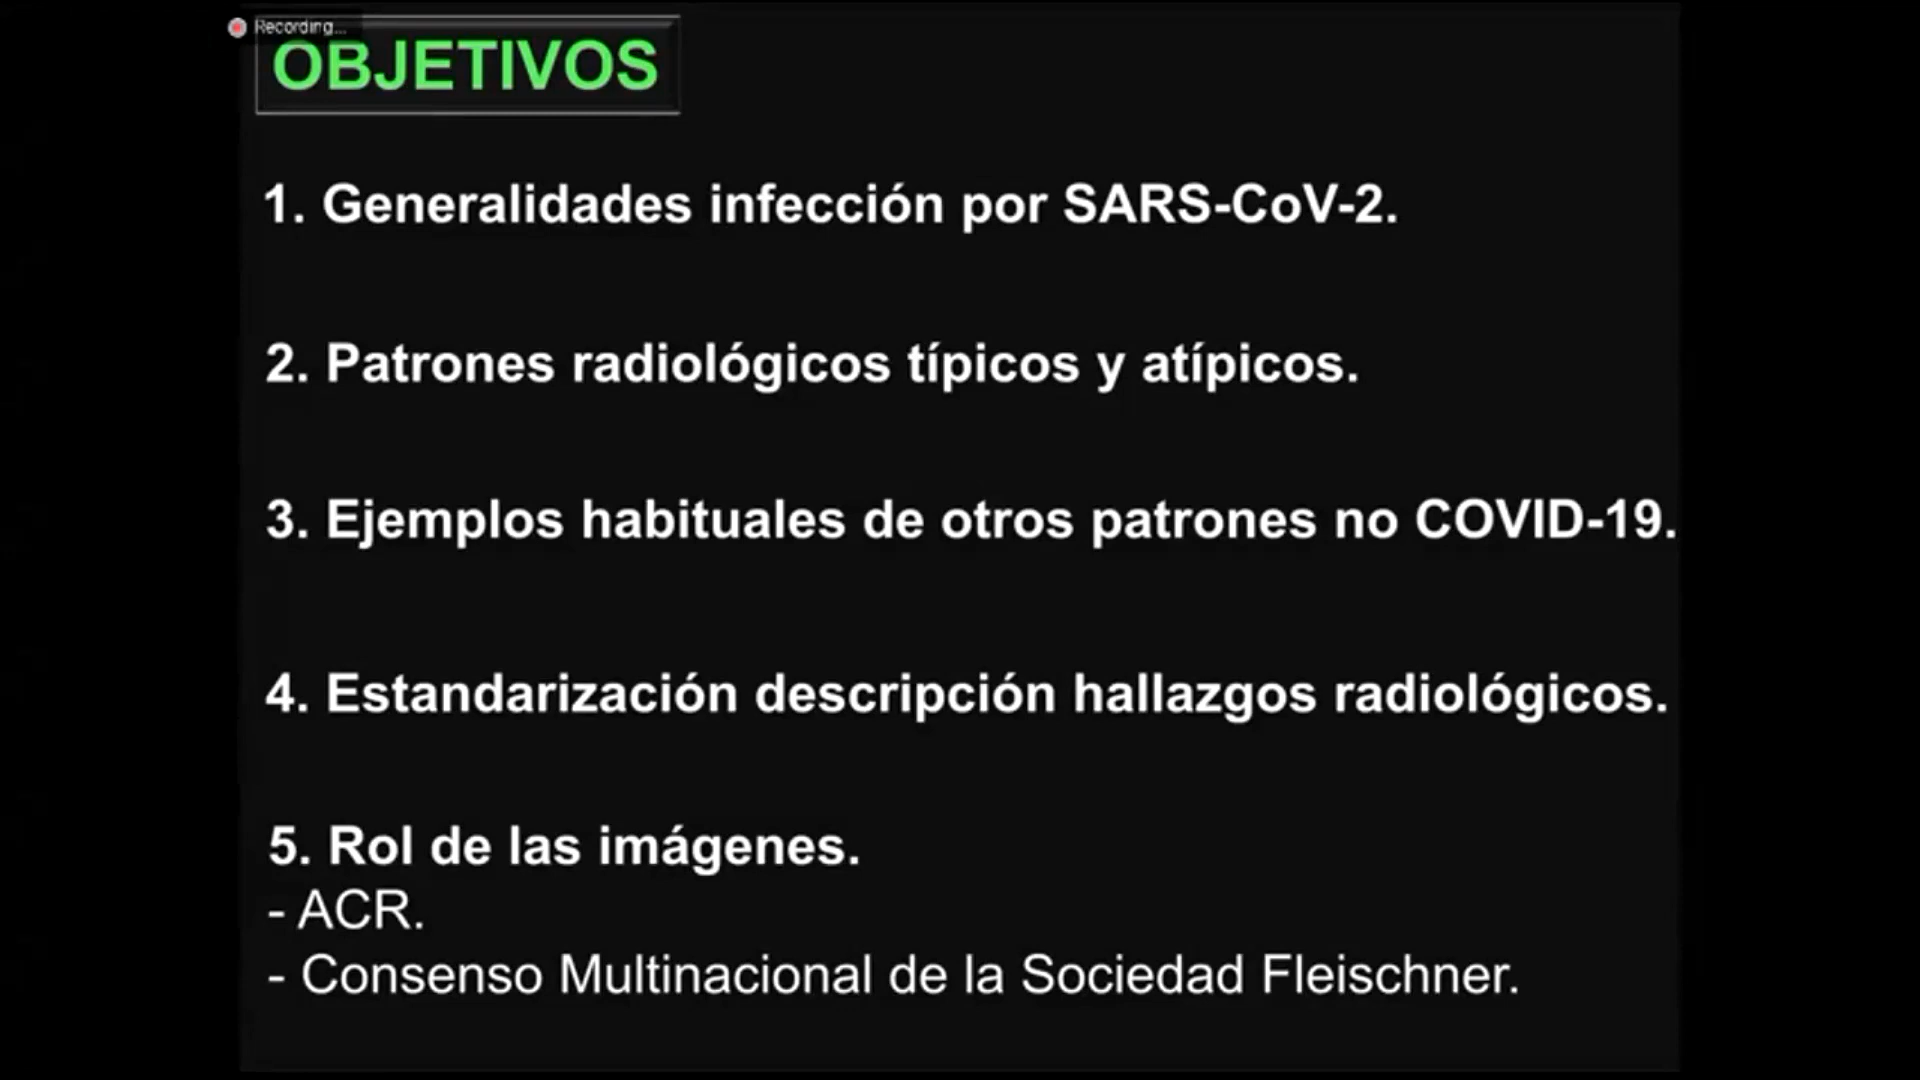 Recording...
OBJETIVOS
1. Generalidades infección por SARS-CoV-2.
2. Patrones radiológicos típicos y atípicos.
3. Ejemplos habituales de otros patrones no COVID-19.
4. Estandarización descripción hallazgos radiológicos.
5. Rol de las imágenes.
- ACR.
- Consenso Multinacional de la Sociedad Fleischner.